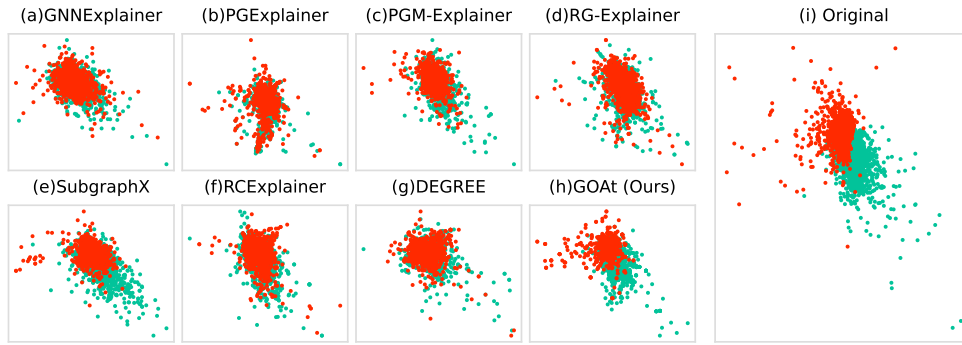 (a)GNNExplainer
(b)PGExplainer
(c)PGM-Explainer
(d)RG-Explainer
(i) Original
(e)SubgraphX
(f)RCExplainer
(g)DEGREE
(h)GOAt (Ours)